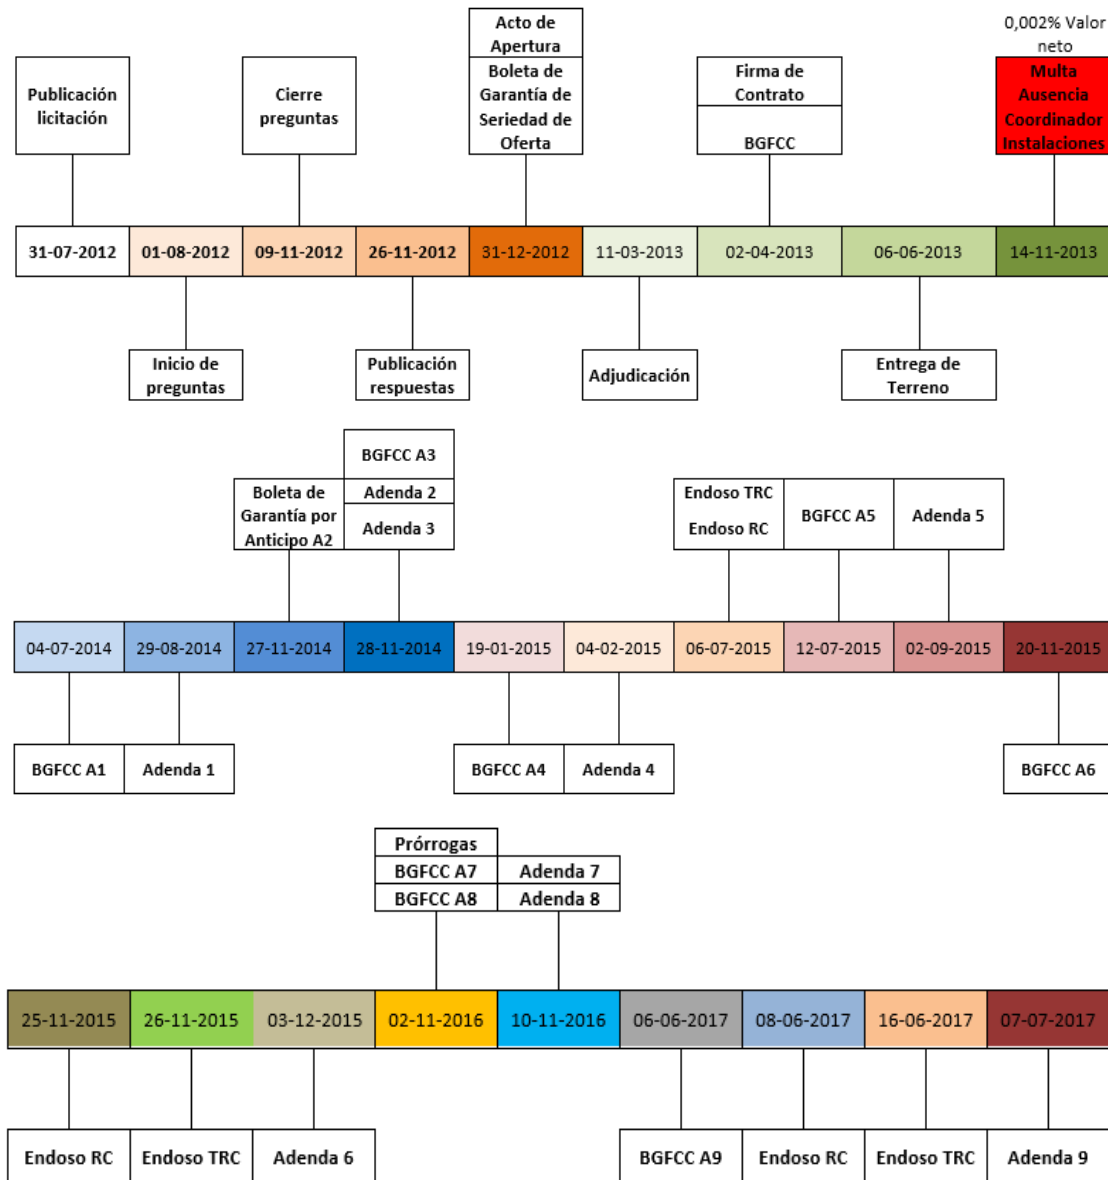 Publicación
licitación
Cierre
preguntas
Acto de
Apertura
Boleta de
Garantía de
Seriedad de
Oferta
Firma de
Contrato
BGFCC
0,002% Valor
neto
Multa
Ausencia
Coordinador
Instalaciones
31-07-2012
01-08-2012
09-11-2012
26-11-2012
31-12-2012
11-03-2013
02-04-2013
06-06-2013
14-11-2013
Inicio de
preguntas
Publicación
respuestas
Adjudicación
Entrega de
Terreno
Boleta de
Garantía por
Anticipo A2
BGFCC A3
Adenda 2
Adenda 3
Endoso TRC
Endoso RC
BGFCC A5
Adenda 5
04-07-2014
29-08-2014
27-11-2014
28-11-2014
19-01-2015
04-02-2015
06-07-2015
12-07-2015
02-09-2015
20-11-2015
BGFCC A1
Adenda 1
BGFCC A4
Adenda 4
BGFCC A6
Prórrogas
BGFCC A7
BGFCC A8
Adenda 7
Adenda 8
25-11-2015
26-11-2015
03-12-2015
02-11-2016
10-11-2016
06-06-2017
08-06-2017
16-06-2017
07-07-2017
Endoso RC
Endoso TRC
Adenda 6
BGFCC A9
Endoso RC
Endoso TRC
Adenda 9